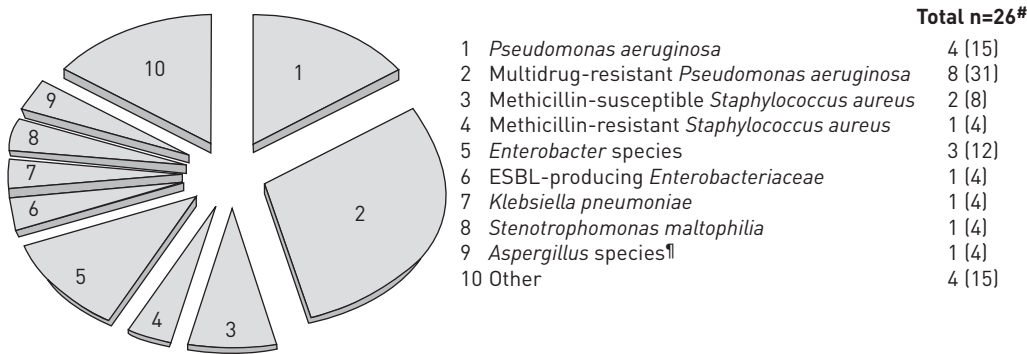 Total n=26#
1 Pseudomonas aeruginosa 4 (15)
2 Multidrug-resistant Pseudomonas aeruginosa 8 (31)
3 Methicillin-susceptible Staphylococcus aureus 2 (8)
4 Methicillin-resistant Staphylococcus aureus 1 (4)
5 Enterobacter species 3 (12)
6 ESBL-producing Enterobacteriaceae 1 (4)
7 Klebsiella pneumoniae 1 (4)
8 Stenotrophomonas maltophilia 1 (4)
9 Aspergillus species¶ 1 (4)
10 Other 4 (15)
10
1
9
8
7
6
5
4
3
2